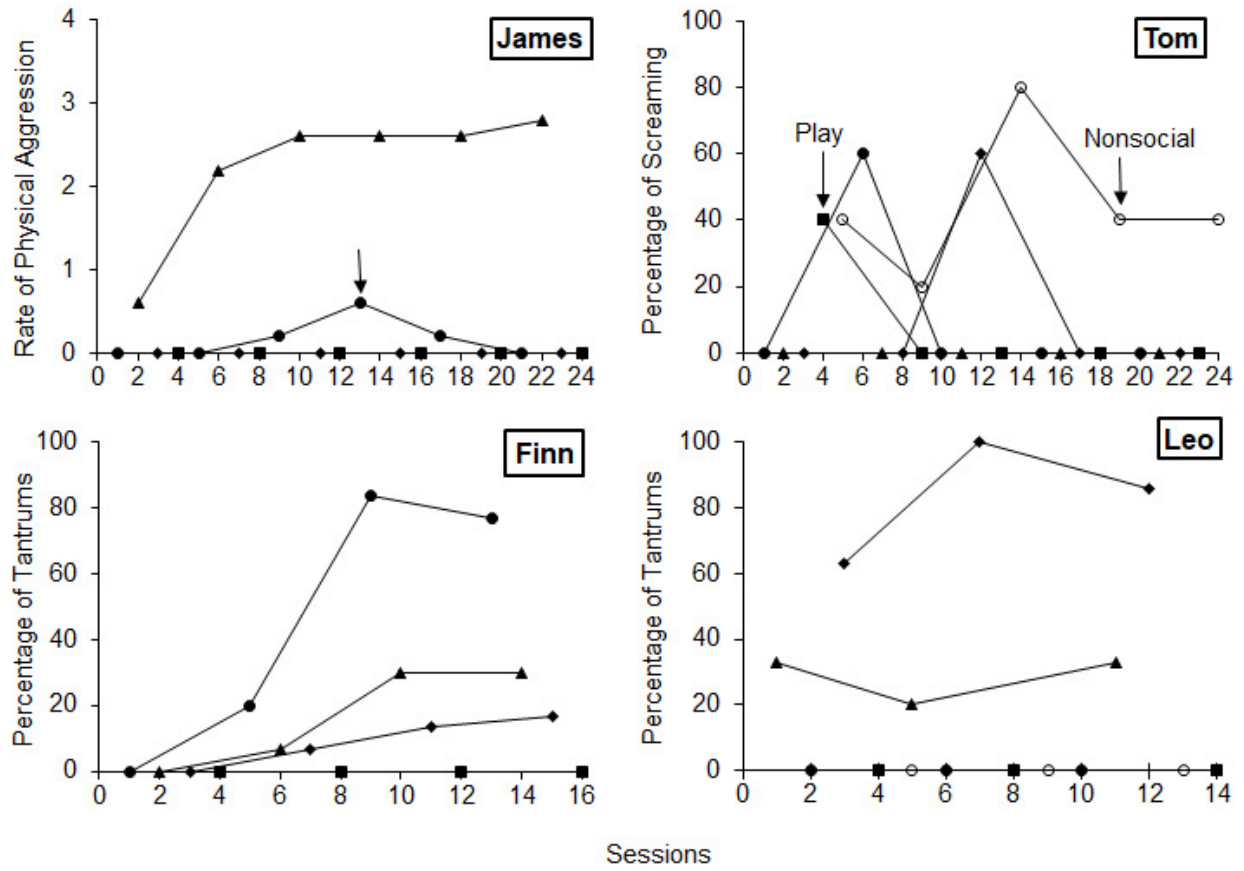 James
Rate of Physical Aggression
4
3
2
1
0
0 2 4 6 8 10 12 14 16 18 20 22 24
Tom
Percentage of Screaming
100
80
60
40
20
0
Play
Nonsocial
0 2 4 6 8 10 12 14 16 18 20 22 24
Finn
Percentage of Tantrums
100
80
60
40
20
0
0 2 4 6 8 10 12 14 16
Leo
Percentage of Tantrums
100
80
60
40
20
0
0 2 4 6 8 10 12 14
Sessions